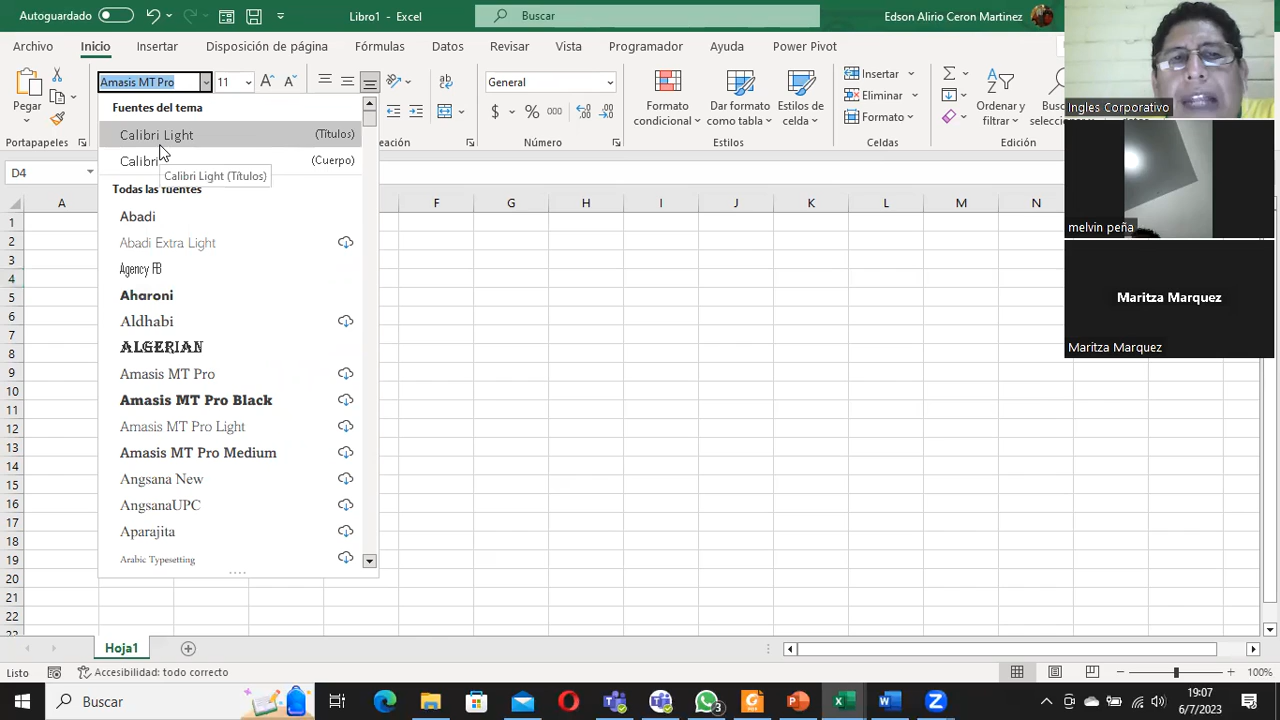 Autoguardado
Libro1 - Excel
Buscar
Edson Alirio Ceron Martinez
Archivo Inicio Insertar Disposición de página Fórmulas Datos Revisar Vista Programador Ayuda Power Pivot
Pegar
Amasis MT Pro 11
ab
General
$ % 000
Formato
condicional
Dar formato
como tabla
Estilos de
celda
Insertar
Eliminar
Formato
Ordenar y
filtrar
Portapapeles
Número
Estilos
Celdas
Edición
D4
Fuentes del tema
Calibri Light (Títulos)
Calibri (Cuerpo)
Calibri Light (Títulos)
Todas las fuentes
Abadi
Abadi Extra Light
Agency FB
Aharoni
Aldhabi
ALGERIAN
Amasis MT Pro
Amasis MT Pro Black
Amasis MT Pro Light
Amasis MT Pro Medium
Angsana New
AngsanaUPC
Aparajita
Arabic Typesetting
A F G H I J K L M N
1
2
3
4
5
6
7
8
9
10
11
12
13
14
15
16
17
18
19
20
21
22
Ingles Corporativo
melvin peña
Maritza Marquez
Maritza Marquez
Hoja1
Listo
Accesibilidad: todo correcto
100%
Buscar
3
19:07
6/7/2023